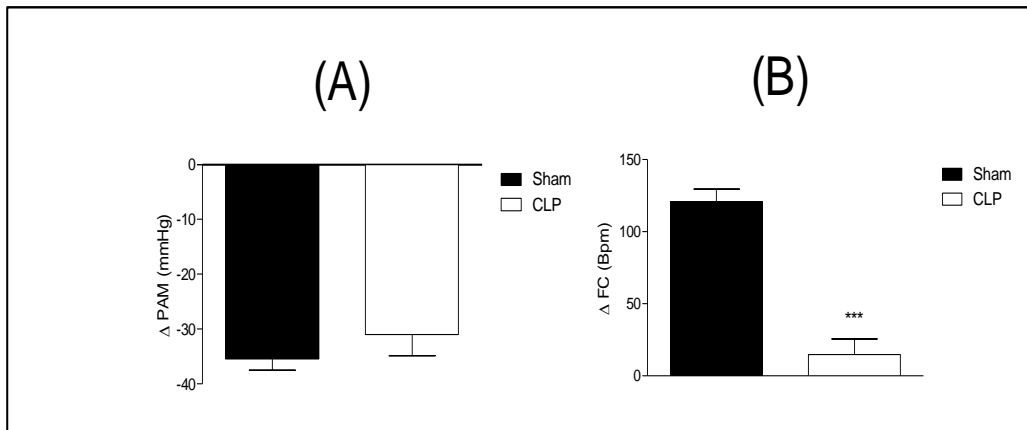 (A)
0
-10
-20
-30
-40
Δ PAM (mmHg)
Sham
CLP
(B)
150
100
50
0
Δ FC (Bpm)
***
Sham
CLP